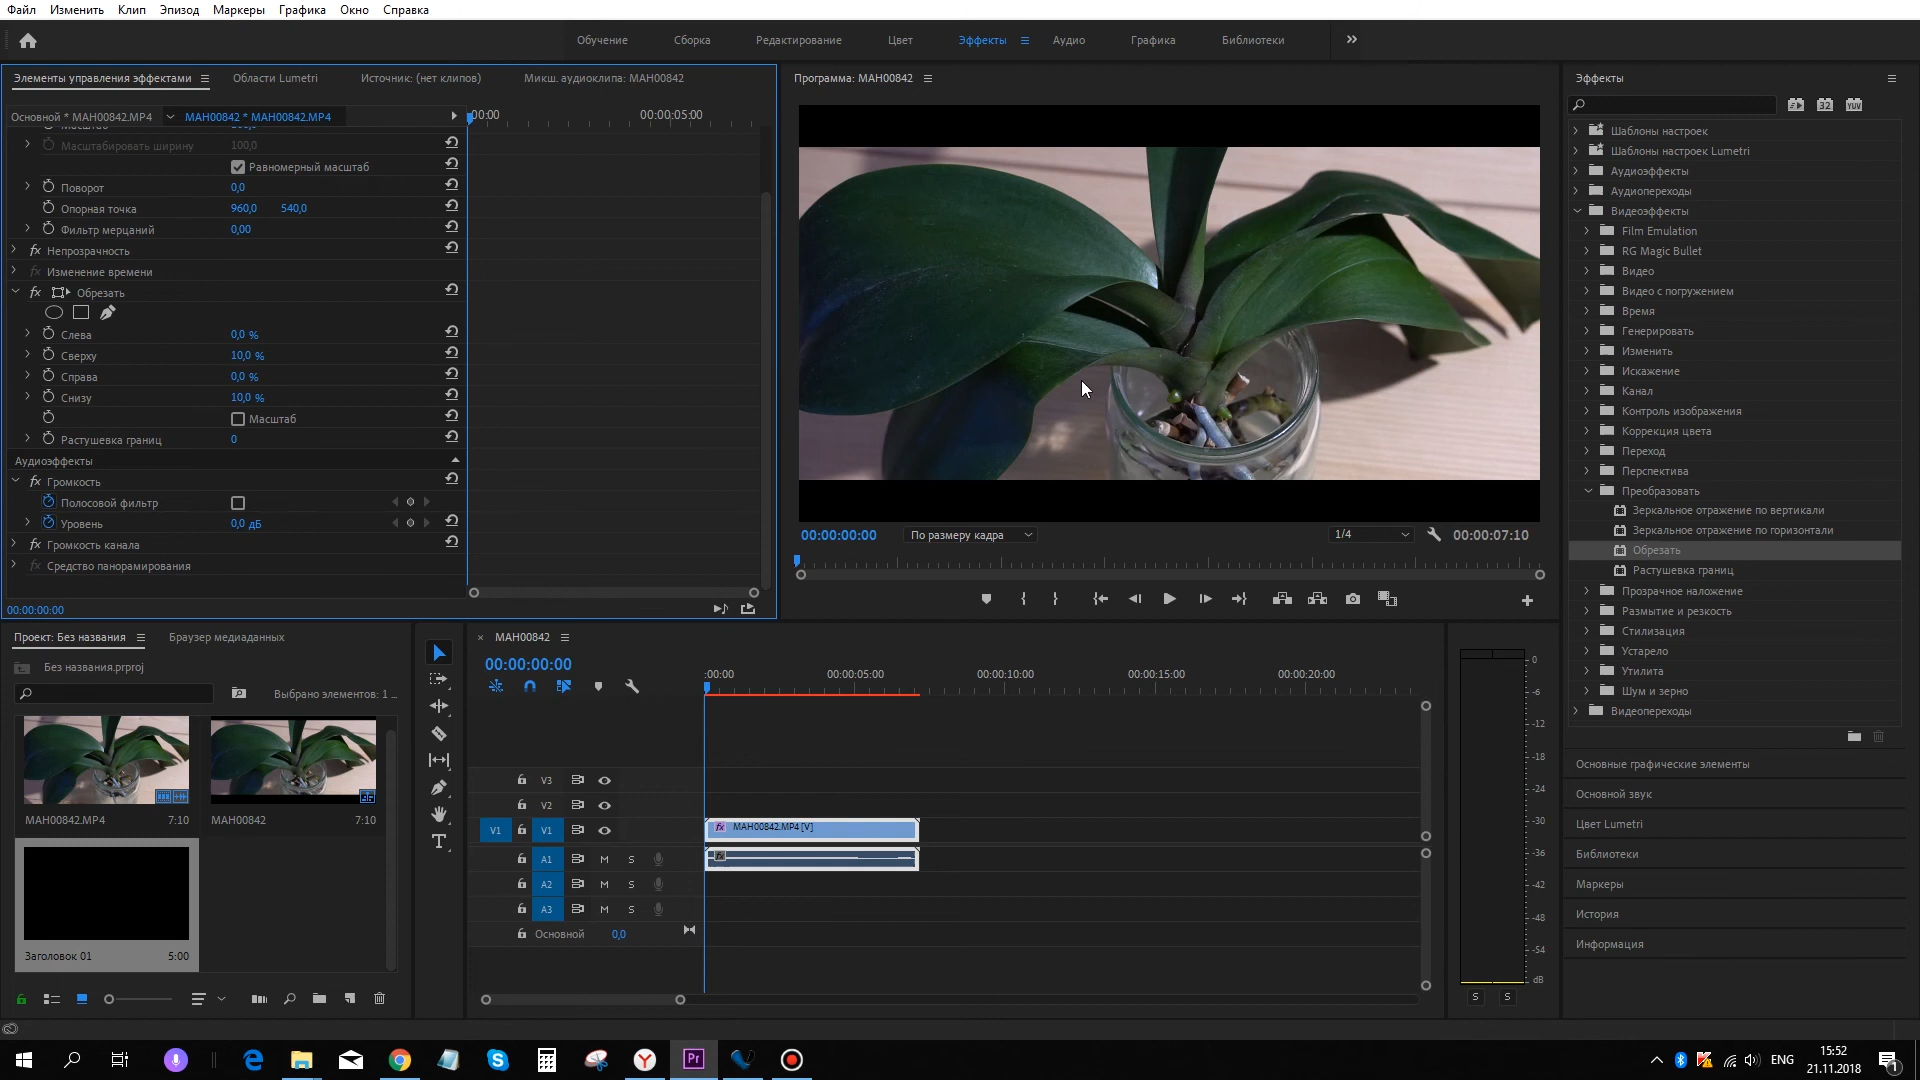 Файл Изменить Клип Эпизод Маркеры Графика Окно Справка
Обучение Сборка Редактирование Цвет Эффекты Аудио Графика Библиотеки
Элементы управления эффектами Области Lumetri Источник: (нет клипов) Микш. аудиоклипа: MAH00842
Основной * MAH00842.MP4 MAH00842 * MAH00842.MP4
:00:00 00:00:05:00
Масштабировать ширину 100,0
Равномерный масштаб
Поворот 0,0
Опорная точка 960,0 540,0
Фильтр мерцаний 0,00
fx Непрозрачность
fx Изменение времени
fx Обрезать
Слева 0,0 %
Сверху 10,0 %
Справа 0,0 %
Снизу 10,0 %
Масштаб
Растушевка границ 0
Аудиоэффекты
fx Громкость
Полосовой фильтр
Уровень 0,0 дБ
fx Громкость канала
fx Средство панорамирования
00:00:00:00
Программа: MAH00842
00:00:00:00 По размеру кадра 1/4 00:00:07:10
Эффекты
32 YUV
Шаблоны настроек
Шаблоны настроек Lumetri
Аудиоэффекты
Аудиопереходы
Видеоэффекты
Film Emulation
RG Magic Bullet
Видео
Видео с погружением
Время
Генерировать
Изменить
Искажение
Канал
Контроль изображения
Коррекция цвета
Переход
Перспектива
Преобразовать
Зеркальное отражение по вертикали
Зеркальное отражение по горизонтали
Обрезать
Растушевка границ
Прозрачное наложение
Размытие и резкость
Стилизация
Устарело
Утилита
Шум и зерно
Видеопереходы
Основные графические элементы
Основной звук
Цвет Lumetri
Библиотеки
Маркеры
История
Информация
Проект: Без названия Браузер медиаданных
Без названия.prproj
Выбрано элементов: 1 ...
MAH00842.MP4 7:10 MAH00842 7:10
Заголовок 01 5:00
× MAH00842
00:00:00:00
:00:00 00:00:05:00 00:00:10:00 00:00:15:00 00:00:20:00
V3
V2
V1 V1 fx MAH00842.MP4 [V]
A1 M S
A2 M S
A3 M S
Основной 0,0
0
-6
-12
-18
-24
-30
-36
-42
-48
-54
dB
S S
Pr ENG 15:52
21.11.2018 1